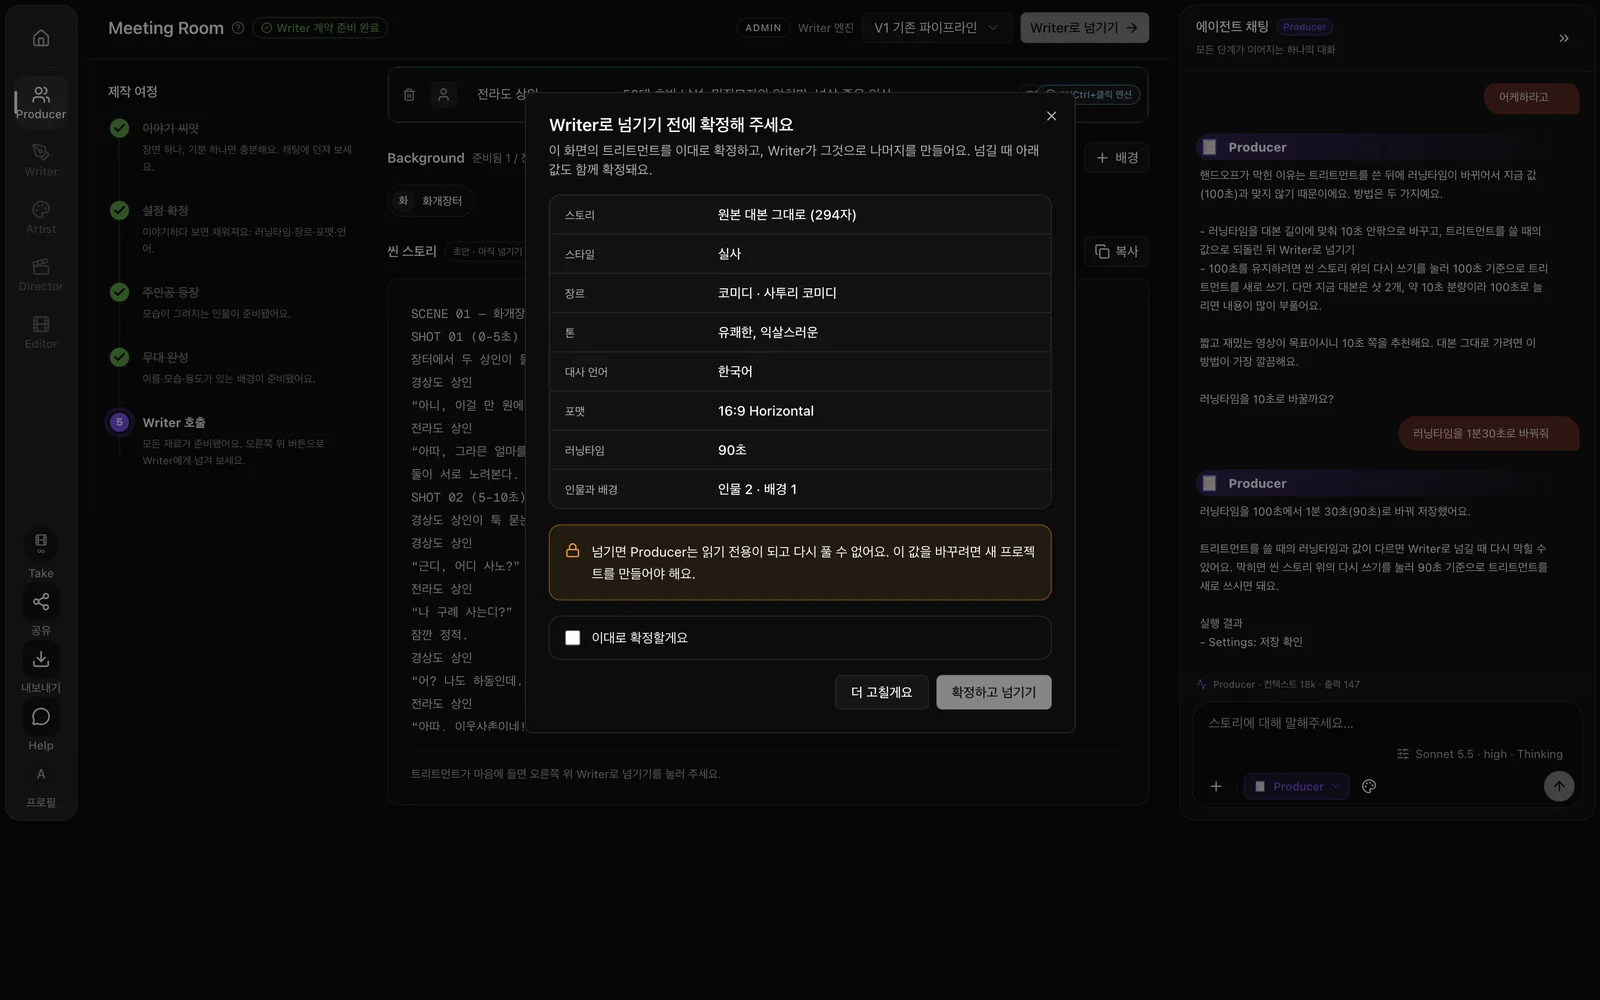 Meeting Room
Writer 계약 준비 완료
ADMIN
Writer 엔진
V1 기존 파이프라인
Writer로 넘기기
Producer
Writer
Artist
Director
Editor
Take
공유
내보내기
Help
A
프로필
제작 여정
이야기 씨앗
장면 하나, 기분 하나면 충분해요. 채팅에 던져 보세
요.
설정 확정
이야기하다 보면 채워져요: 러닝타임·장르·포맷·언
어.
주인공 등장
모습이 그려지는 인물이 준비됐어요.
무대 완성
이름·모습·용도가 있는 배경이 준비됐어요.
5
Writer 호출
모든 재료가 준비됐어요. 오른쪽 위 버튼으로
Writer에게 넘겨 보세요.
전라도 상인
Ctrl+클릭 멘션
Background
준비됨 1 /
배경
화
화개장터
씬 스토리
초안 · 아직 넘기기
복사
SCENE 01 — 화개장
SHOT 01 (0-5초)
장터에서 두 상인이
경상도 상인
“아니, 이걸 만 원에
전라도 상인
“아따, 그라믄 얼마를
둘이 서로 노려본다.
SHOT 02 (5-10초)
경상도 상인이 툭 묻는
경상도 상인
“근디, 어디 사노?”
전라도 상인
“나 구례 사는디?”
잠깐 정적.
경상도 상인
“어? 나도 하동인데.
전라도 상인
“아따. 이웃사촌이네!
트리트먼트가 마음에 들면 오른쪽 위 Writer로 넘기기를 눌러 주세요.
Writer로 넘기기 전에 확정해 주세요
이 화면의 트리트먼트를 이대로 확정하고, Writer가 그것으로 나머지를 만들어요. 넘길 때 아래
값도 함께 확정돼요.
스토리
원본 대본 그대로 (294자)
스타일
실사
장르
코미디 · 사투리 코미디
톤
유쾌한, 익살스러운
대사 언어
한국어
포맷
16:9 Horizontal
러닝타임
90초
인물과 배경
인물 2 · 배경 1
넘기면 Producer는 읽기 전용이 되고 다시 풀 수 없어요. 이 값을 바꾸려면 새 프로젝
트를 만들어야 해요.
이대로 확정할게요
더 고칠게요
확정하고 넘기기
에이전트 채팅
Producer
모든 단계가 이어지는 하나의 대화
어케하라고
Producer
핸드오프가 막힌 이유는 트리트먼트를 쓴 뒤에 러닝타임이 바뀌어서 지금 값
(100초)과 맞지 않기 때문이에요. 방법은 두 가지예요.
- 러닝타임을 대본 길이에 맞춰 10초 안팎으로 바꾸고, 트리트먼트를 쓸 때의
값으로 되돌린 뒤 Writer로 넘기기
- 100초를 유지하려면 씬 스토리 위의 다시 쓰기를 눌러 100초 기준으로 트리
트먼트를 새로 쓰기. 다만 지금 대본은 샷 2개, 약 10초 분량이라 100초로 늘
리면 내용이 많이 부풀어요.
짧고 재밌는 영상이 목표이시니 10초 쪽을 추천해요. 대본 그대로 가려면 이
방법이 가장 깔끔해요.
러닝타임을 10초로 바꿀까요?
러닝타임을 1분30초로 바꿔줘
Producer
러닝타임을 100초에서 1분 30초(90초)로 바꿔 저장했어요.
트리트먼트를 쓸 때의 러닝타임과 값이 다르면 Writer로 넘길 때 다시 막힐 수
있어요. 막히면 씬 스토리 위의 다시 쓰기를 눌러 90초 기준으로 트리트먼트를
새로 쓰시면 돼요.
실행 결과
- Settings: 저장 확인
Producer · 컨텍스트 18k · 출력 147
스토리에 대해 말해주세요...
Sonnet 5.5 · high · Thinking
Producer